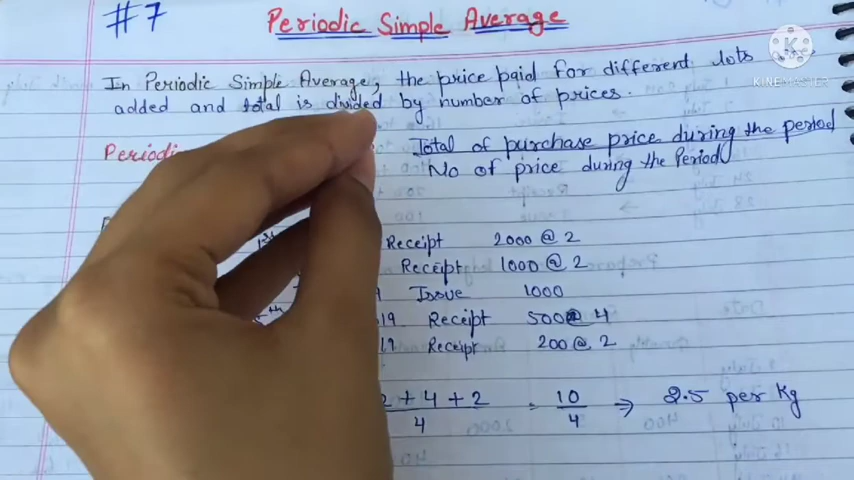 #7
Periodic Simple Average
In Periodic Simple Average, the price paid for different lots
added and total is divided by number of prices.
Total of purchase price during the period
No of price during the Period
Receipt 2000 @ 2
Receipt 1000 @ 2
Issue 1000
19 Receipt 500 @ 4
19 Receipt 200 @ 2
2 + 4 + 2 / 4 = 10 / 4 ⇒ 2.5 per Kg
KINEMASTER